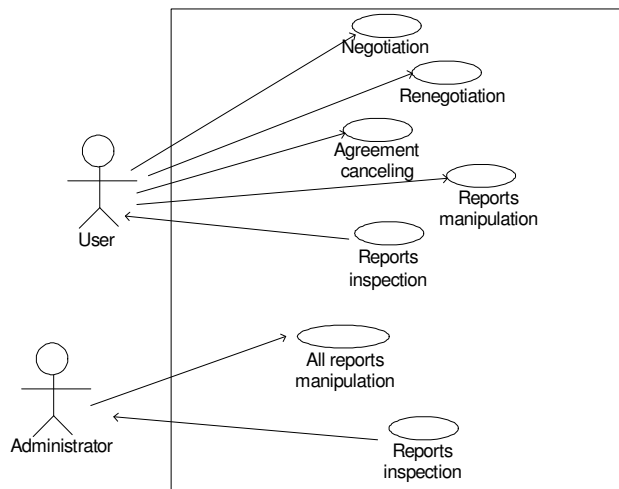 Negotiation
Renegotiation
Agreement
canceling
Reports
manipulation
User
Reports
inspection
All reports
manipulation
Administrator
Reports
inspection